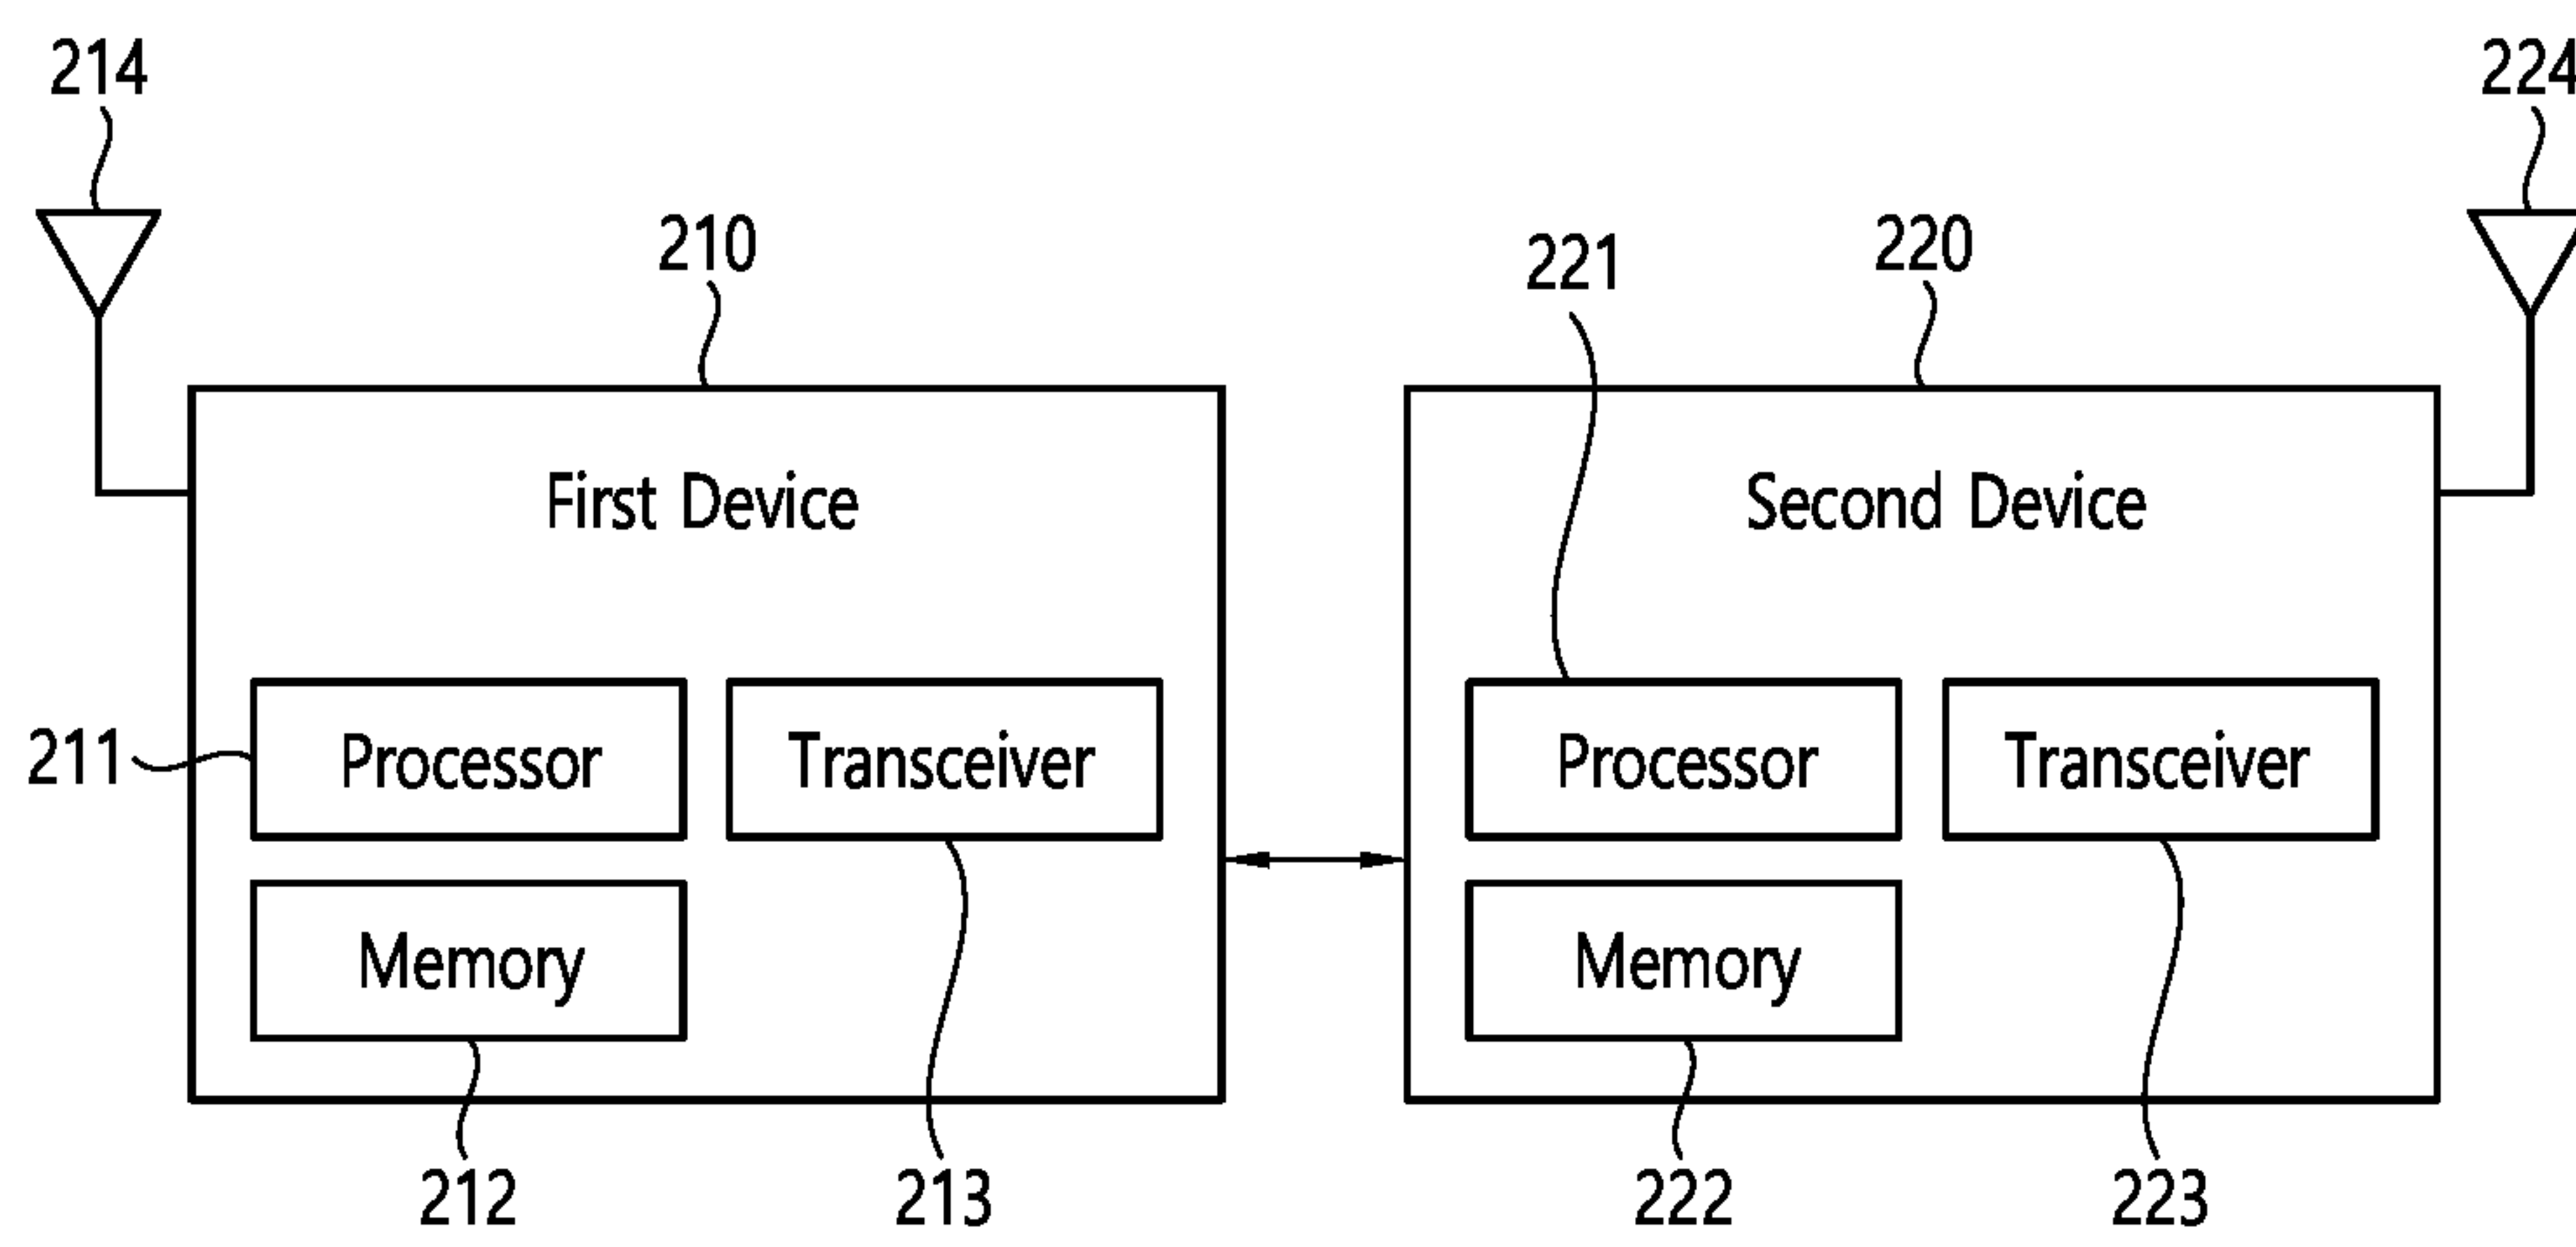 214
224
210
221
220
First Device
Second Device
211
Processor
Transceiver
Processor
Transceiver
Memory
Memory
212
213
222
223